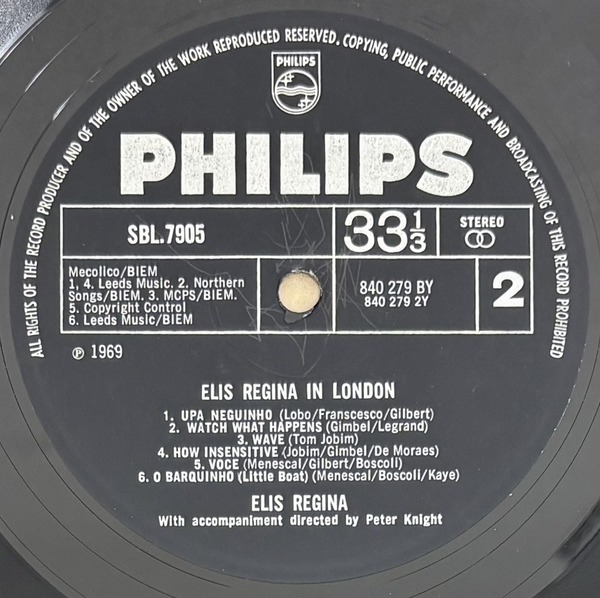 ALL RIGHTS OF THE RECORD PRODUCER AND OF THE OWNER OF THE WORK REPRODUCED RESERVED. COPYING, PUBLIC PERFORMANCE AND BROADCASTING OF THIS RECORD PROHIBITED
PHILIPS
PHILIPS
SBL.7905
33 1/3
STEREO
Mecolico/BIEM
1, 4. Leeds Music. 2. Northern
Songs/BIEM. 3. MCPS/BIEM.
5. Copyright Control
6. Leeds Music/BIEM
840 279 BY
840 279 2Y
2
℗ 1969
ELIS REGINA IN LONDON
1. UPA NEGUINHO (Lobo/Franscesco/Gilbert)
2. WATCH WHAT HAPPENS (Gimbel/Legrand)
3. WAVE (Tom Jobim)
4. HOW INSENSITIVE (Jobim/Gimbel/De Moraes)
5. VOCE (Menescal/Gilbert/Boscoli)
6. O BARQUINHO (Little Boat) (Menescal/Boscoli/Kaye)
ELIS REGINA
With accompaniment directed by Peter Knight